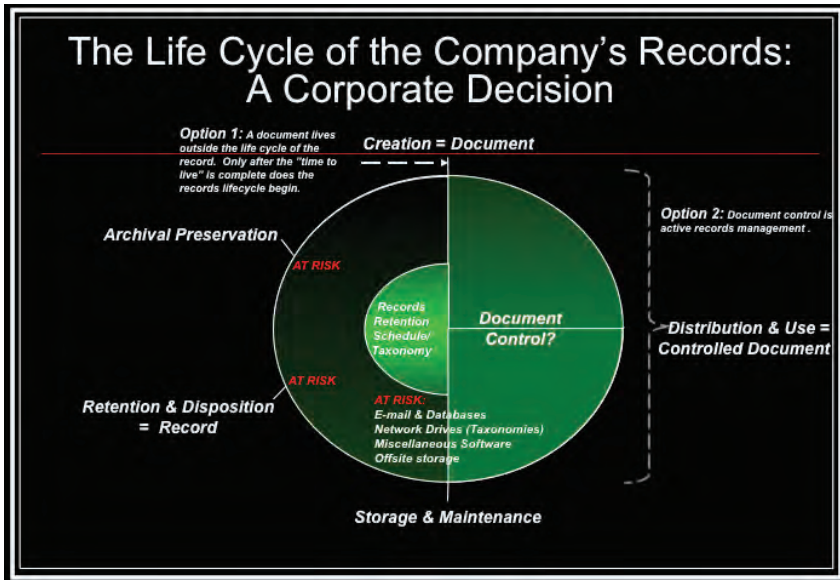 The Life Cycle of the Company's Records:
A Corporate Decision
Option 1: A document lives
outside the life cycle of the
record. Only after the "time to
live" is complete does the
records lifecycle begin.
Creation = Document
Option 2: Document control is
active records management .
Archival Preservation
AT RISK
Records
Retention
Schedule/
Taxonomy
Document
Control?
Distribution & Use =
Controlled Document
AT RISK
Retention & Disposition
= Record
AT RISK:
E-mail & Databases
Network Drives (Taxonomies)
Miscellaneous Software
Offsite storage
Storage & Maintenance